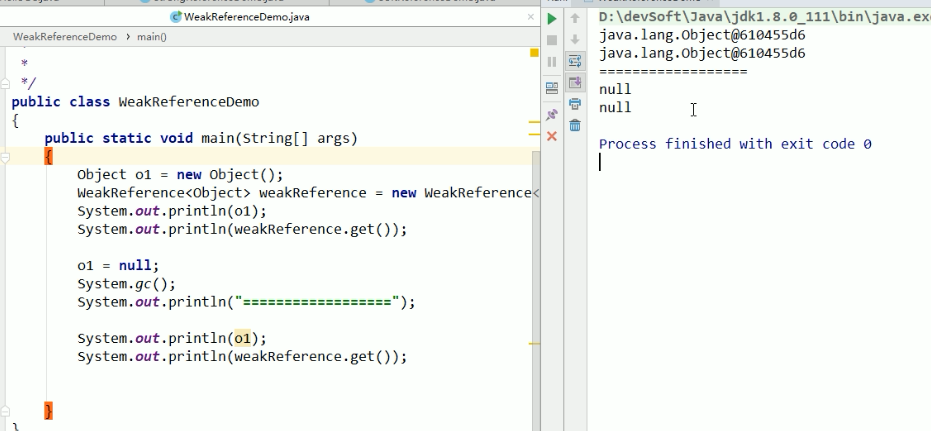 WeakReferenceDemo.java
WeakReferenceDemo › main()
*
*/
public class WeakReferenceDemo
{
public static void main(String[] args)
{
Object o1 = new Object();
WeakReference<Object> weakReference = new WeakReference<
System.out.println(o1);
System.out.println(weakReference.get());
o1 = null;
System.gc();
System.out.println("==================");
System.out.println(o1);
System.out.println(weakReference.get());
}
}
D:\devSoft\Java\jdk1.8.0_111\bin\java.exe
java.lang.Object@610455d6
java.lang.Object@610455d6
==================
null
null
Process finished with exit code 0